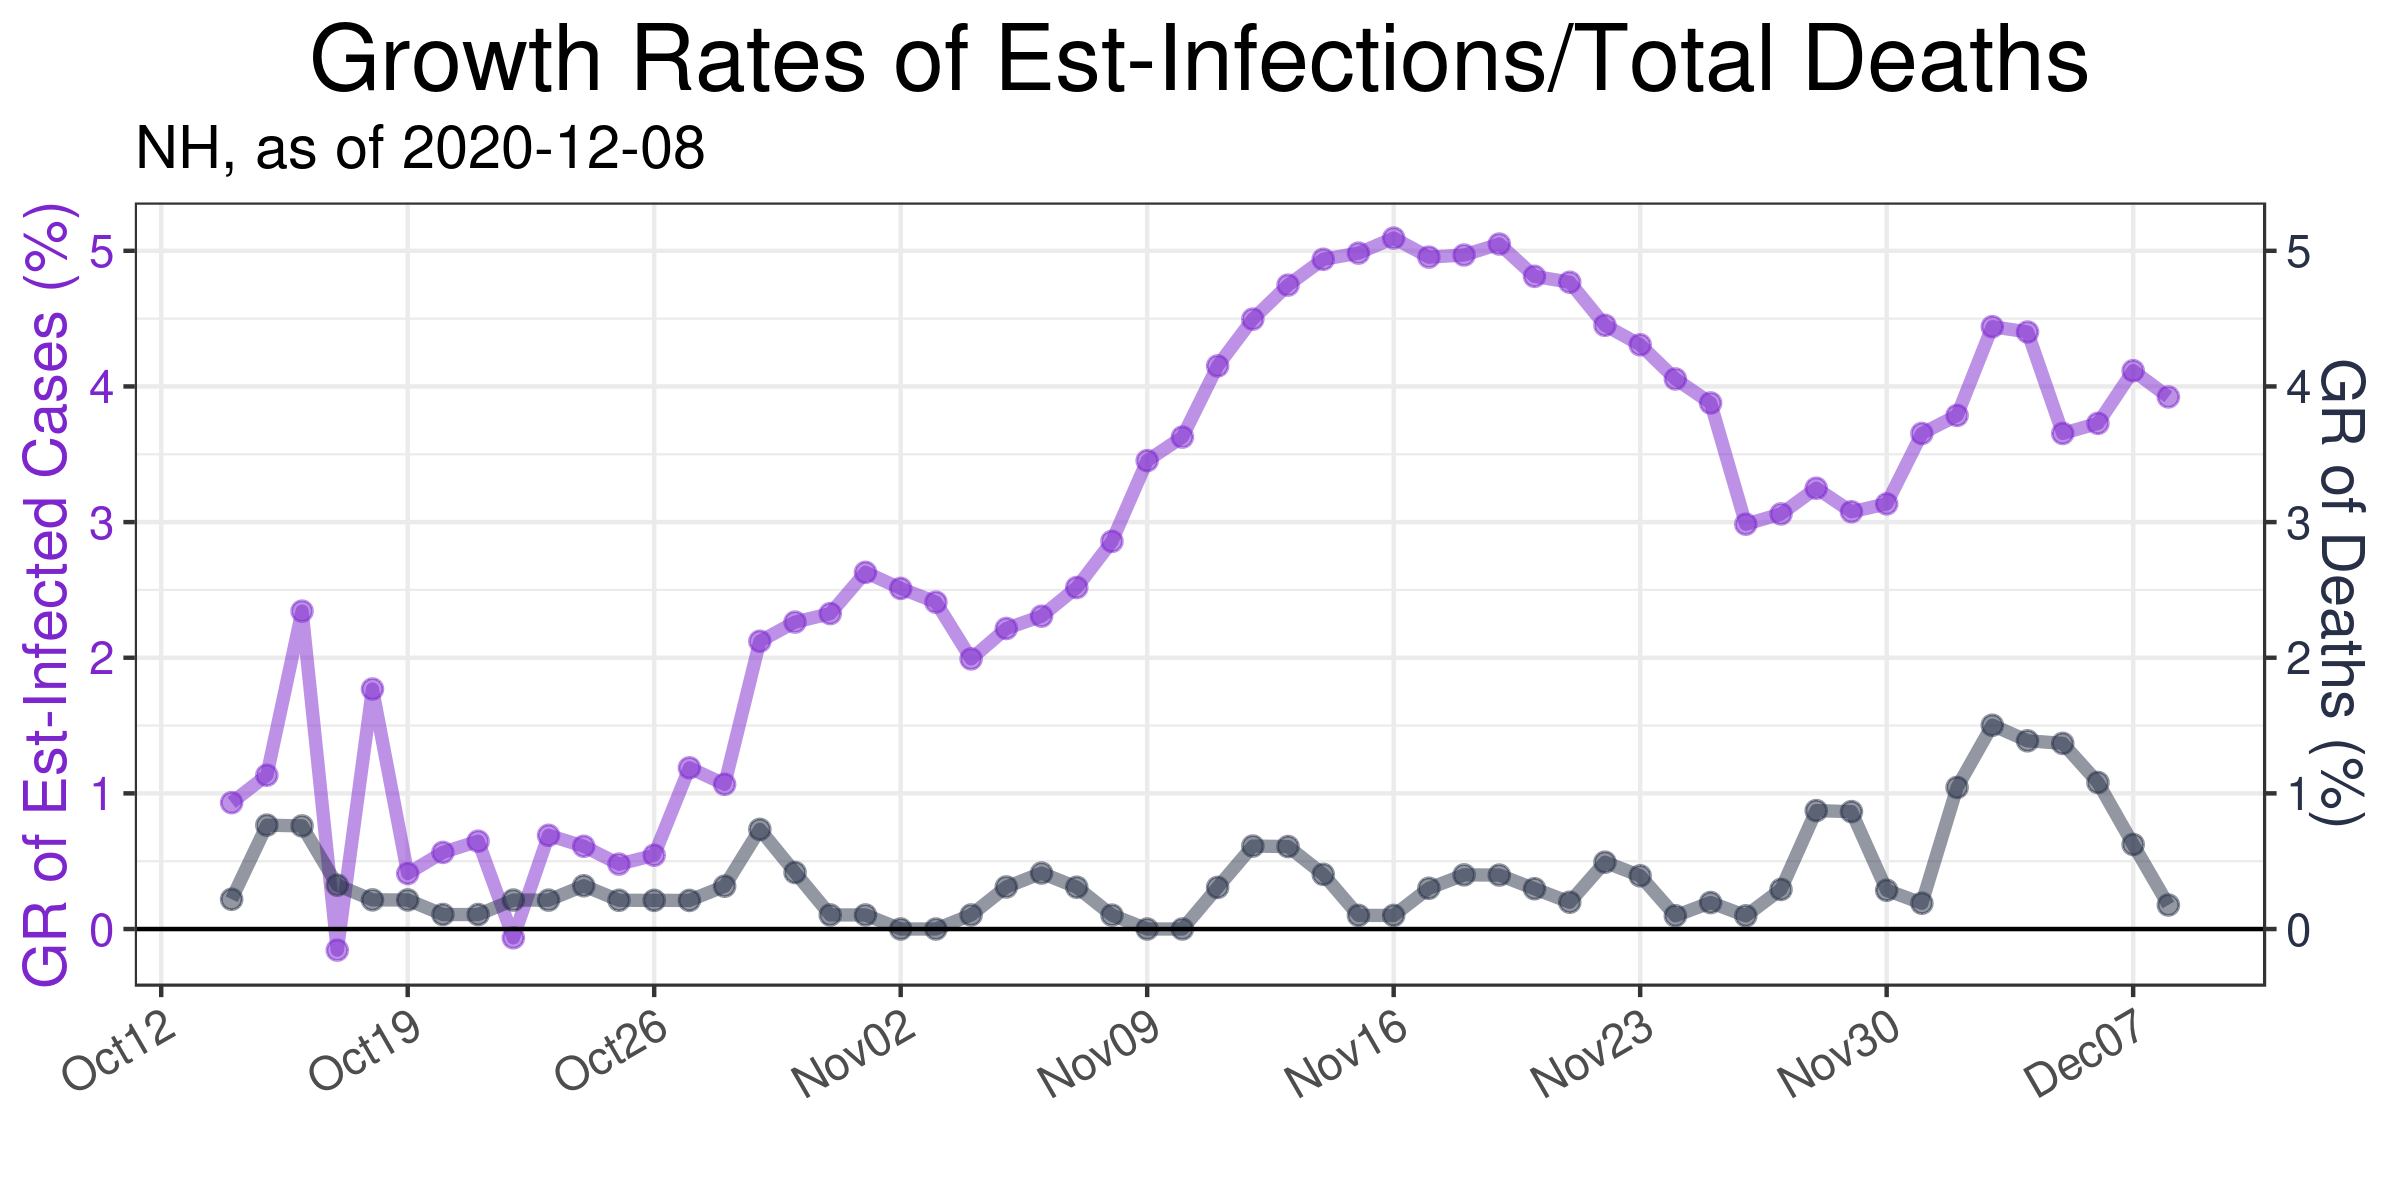 Growth Rates of Est-Infections/Total Deaths
NH, as of 2020-12-08
GR of Est-Infected Cases (%)
5
4
3
2
1
0
5
4
3
2
1
0
GR of Deaths (%)
Oct12
Oct19
Oct26
Nov02
Nov09
Nov16
Nov23
Nov30
Dec07